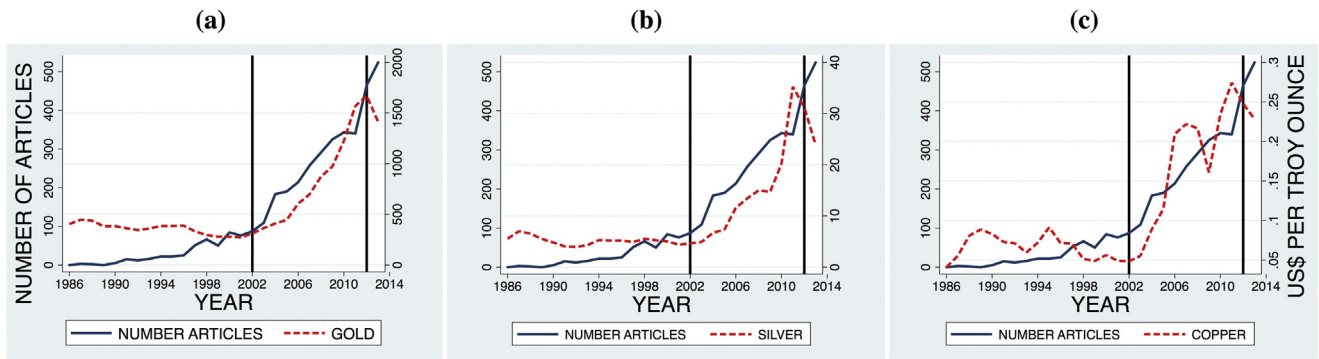 (a)
(b)
(c)
NUMBER OF ARTICLES
500
400
300
200
100
0
2000
1500
1000
500
0
1986 1990 1994 1998 2002 2006 2010 2014
YEAR
NUMBER ARTICLES GOLD
500
400
300
200
100
0
40
30
20
10
0
1986 1990 1994 1998 2002 2006 2010 2014
YEAR
NUMBER ARTICLES SILVER
500
400
300
200
100
0
.3
.25
.2
.15
.1
.05
US$ PER TROY OUNCE
1986 1990 1994 1998 2002 2006 2010 2014
YEAR
NUMBER ARTICLES COPPER